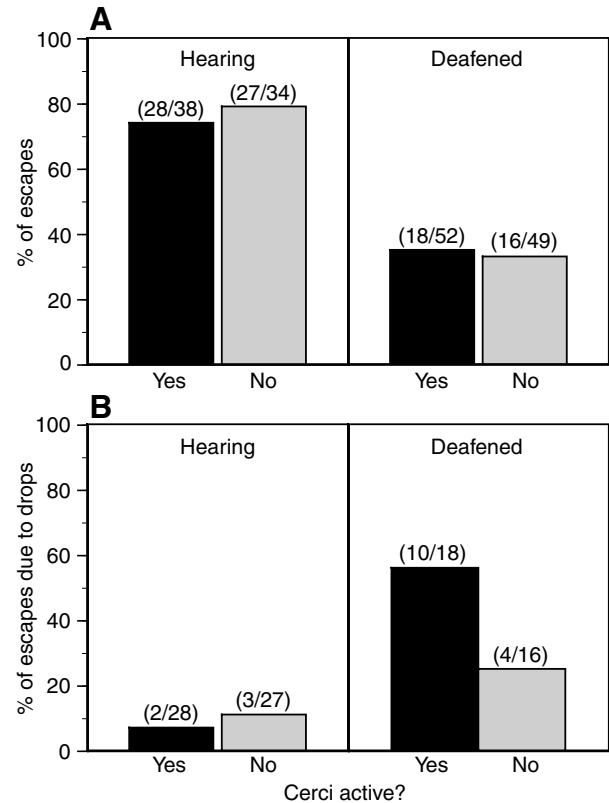 A
Hearing
Deafened
% of escapes
100
80
60
40
20
0
(28/38)
(27/34)
(18/52)
(16/49)
Yes
No
Yes
No
B
Hearing
Deafened
% of escapes due to drops
100
80
60
40
20
0
(2/28)
(3/27)
(10/18)
(4/16)
Yes
No
Yes
No
Cerci active?